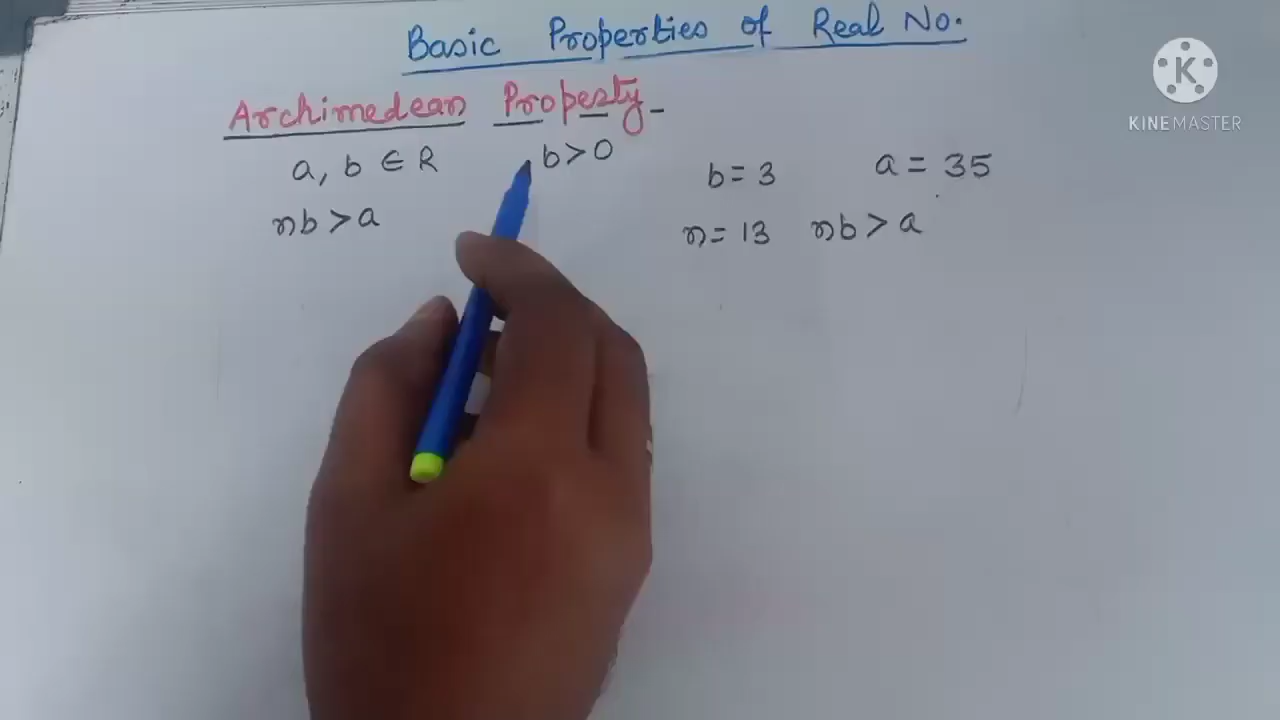 Basic Properties of Real No.
Archimedean Property
a, b ∈ R b > 0
nb > a
b = 3 a = 35
n = 13 nb > a
K
KINEMASTER